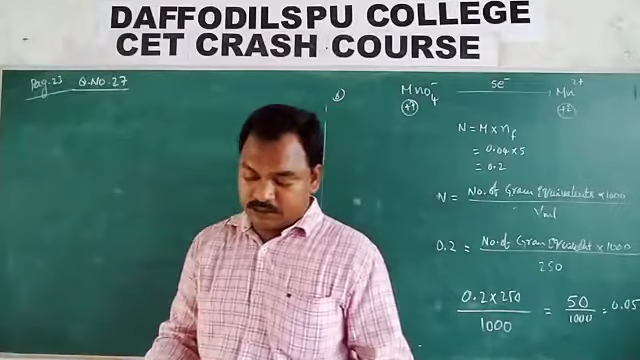 DAFFODILSPU COLLEGE
CET CRASH COURSE
Pag.23 Q.NO.27
b) MnO₄⁻ 5e⁻ Mn²⁺
+7 +2
N = M × nf
= 0.04 × 5
= 0.2
N = No. of Gram Equivalents × 1000
Vml
0.2 = No. of Gram × 1000
250
0.2 × 250 = 50 = 0.05
1000 1000